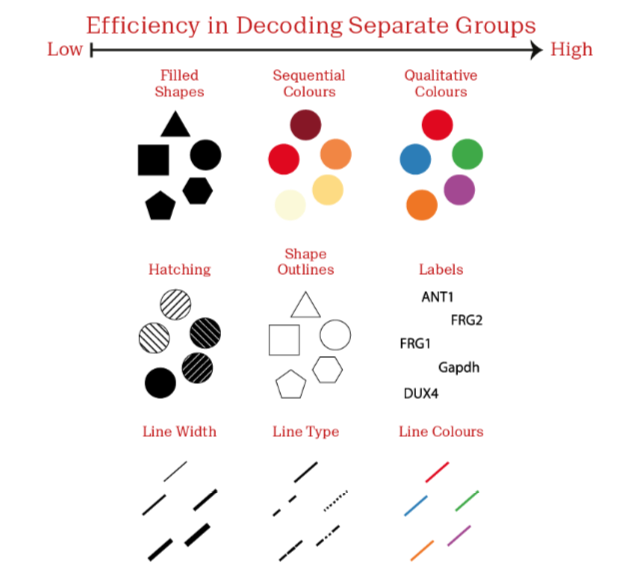 Efficiency in Decoding Separate Groups
Low High
Filled
Shapes
Sequential
Colours
Qualitative
Colours
Hatching
Shape
Outlines
Labels
ANT1
FRG2
FRG1
Gapdh
DUX4
Line Width
Line Type
Line Colours